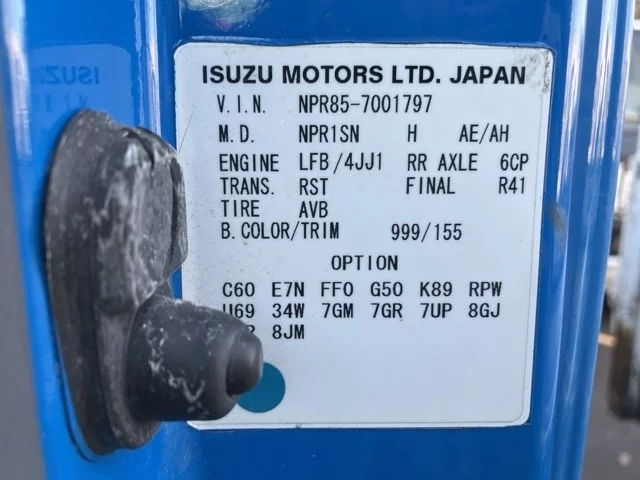 ISUZU MOTORS LTD. JAPAN
V.I.N. NPR85-7001797
M.D. NPR1SN H AE/AH
ENGINE LFB/4JJ1 RR AXLE 6CP
TRANS. RST FINAL R41
TIRE AVB
B.COLOR/TRIM 999/155
OPTION
C60 E7N FF0 G50 K89 RPW
U69 34W 7GM 7GR 7UP 8GJ
8JM